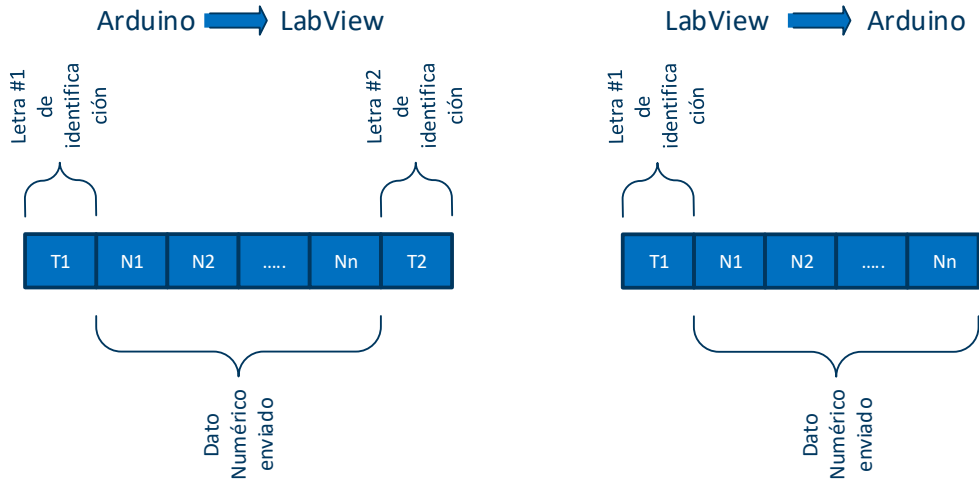 Arduino LabView
Letra #1
de
identifica
ción
Letra #2
de
identifica
ción
T1 N1 N2 ..... Nn T2
Dato
Numérico
enviado
LabView Arduino
Letra #1
de
identifica
ción
T1 N1 N2 ..... Nn
Dato
Numérico
enviado